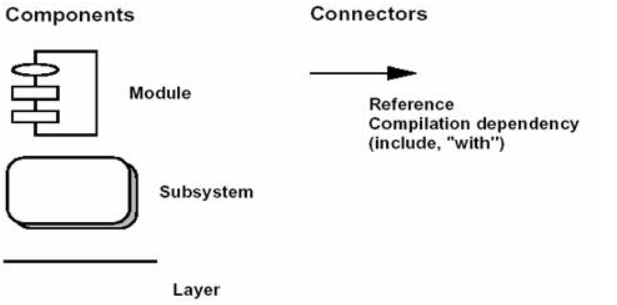 Components
Connectors
Module
Reference
Compilation dependency
(include, "with")
Subsystem
Layer